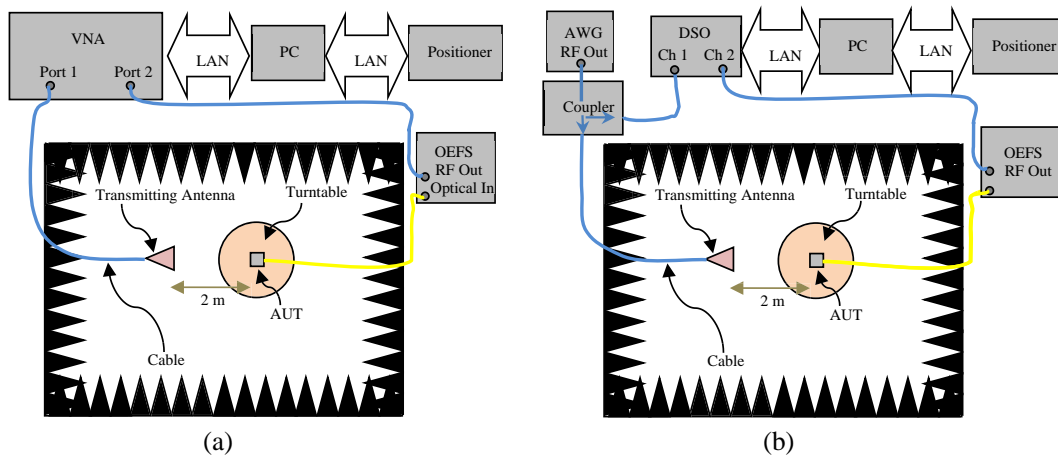 VNA
Port 1 Port 2
LAN
PC
LAN
Positioner
OEFS
RF Out
Optical In
Transmitting Antenna
Turntable
2 m
AUT
Cable
(a)
AWG
RF Out
DSO
Ch 1 Ch 2
LAN
PC
LAN
Positioner
Coupler
OEFS
RF Out
Transmitting Antenna
Turntable
2 m
AUT
Cable
(b)